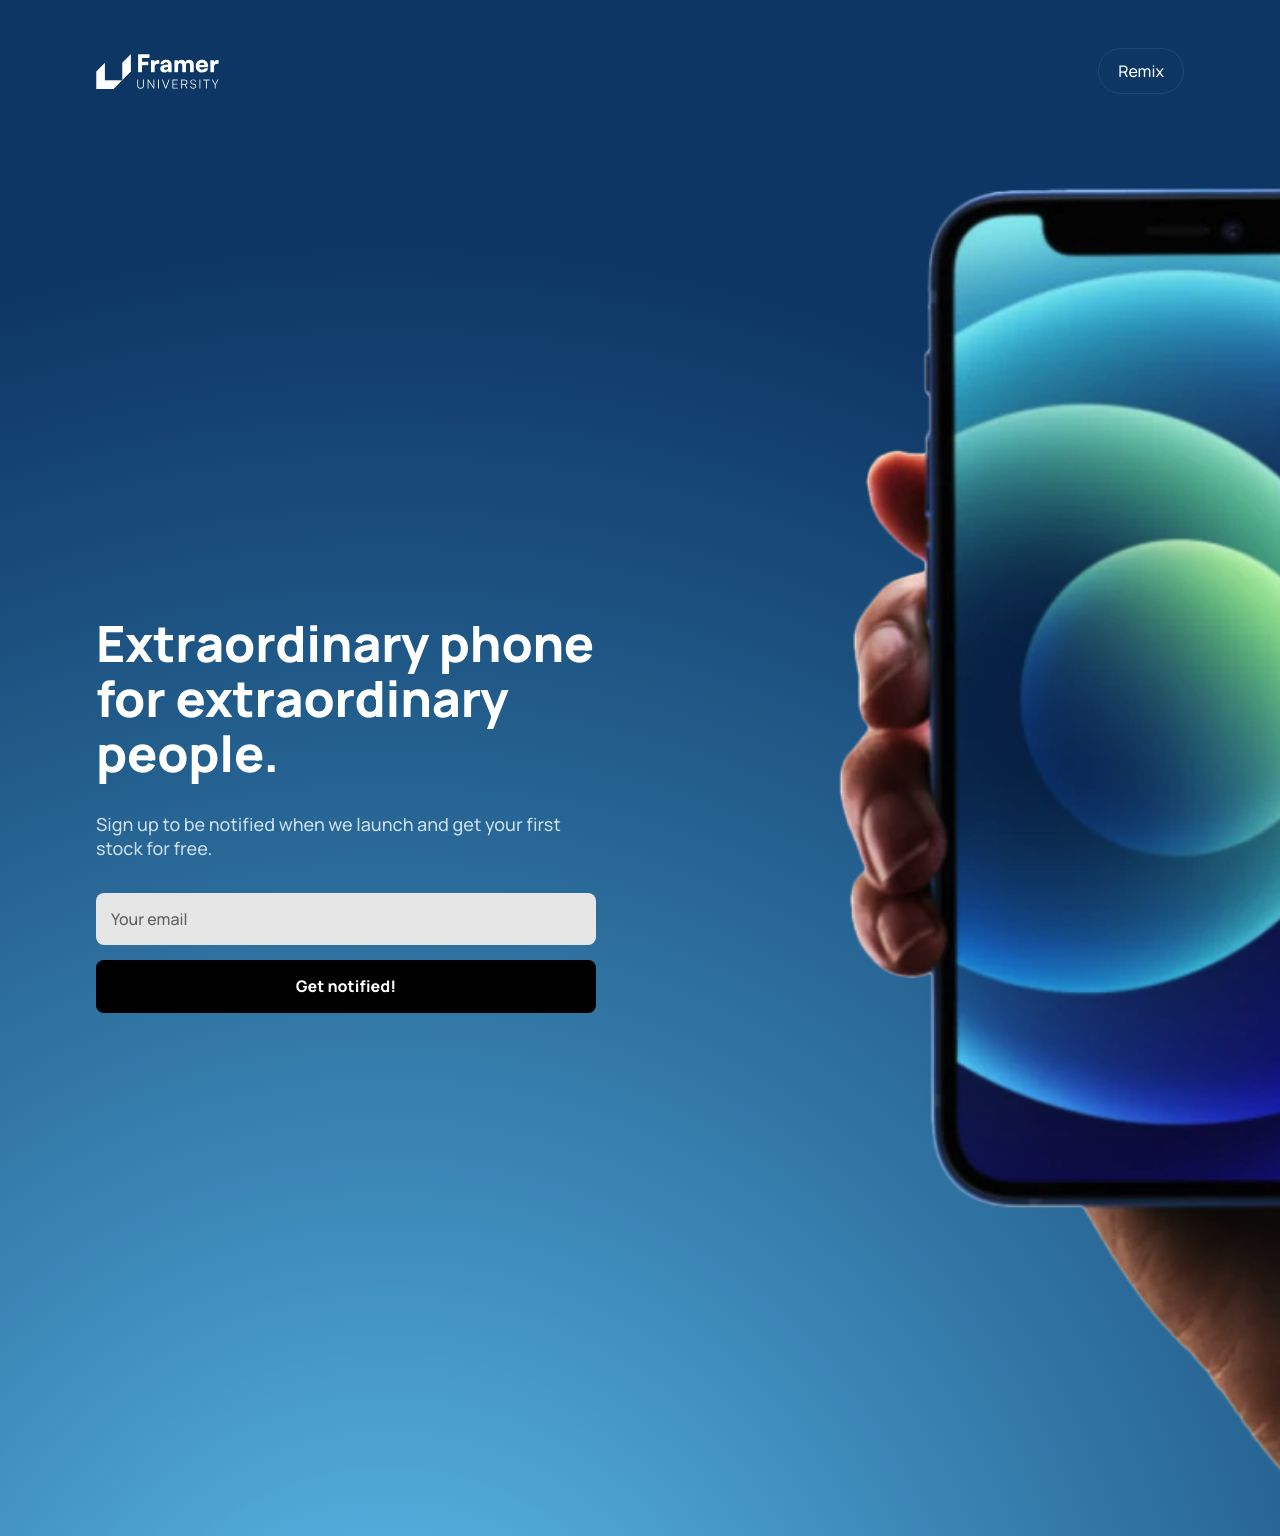 Framer
UNIVERSITY
Remix
Extraordinary phone
for extraordinary
people.
Sign up to be notified when we launch and get your first
stock for free.
Your email
Get notified!